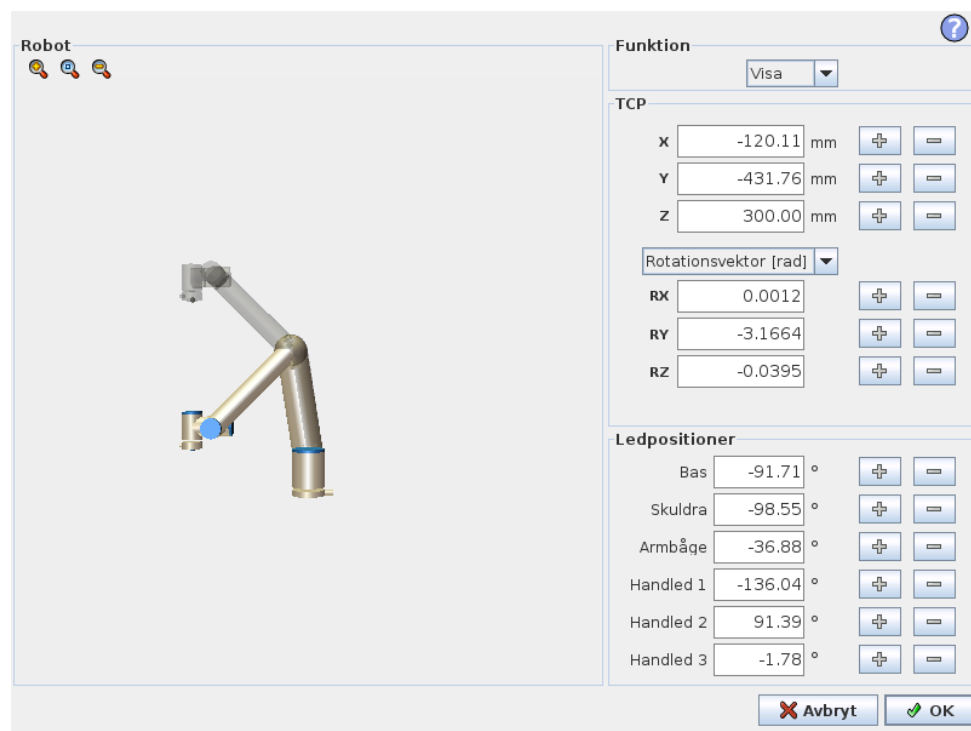 ?
Robot
Funktion
Visa
TCP
X -120.11 mm
Y -431.76 mm
Z 300.00 mm
Rotationsvektor [rad]
RX 0.0012
RY -3.1664
RZ -0.0395
Ledpositioner
Bas -91.71 °
Skuldra -98.55 °
Armbåge -36.88 °
Handled 1 -136.04 °
Handled 2 91.39 °
Handled 3 -1.78 °
Avbryt OK